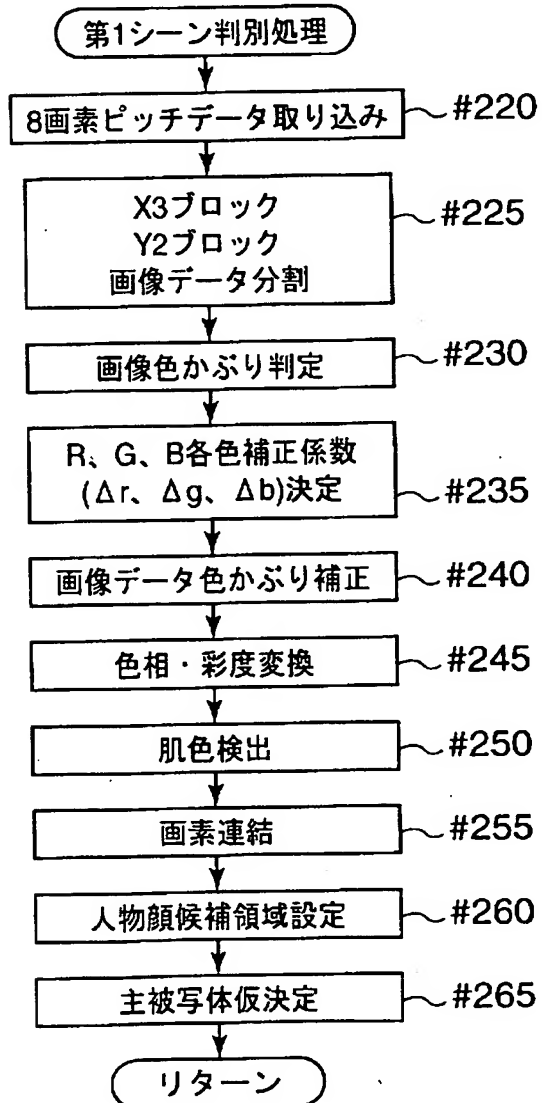 第1シーン判別処理
8画素ピッチデータ取り込み
#220
X3ブロック
Y2ブロック
画像データ分割
#225
画像色かぶり判定
#230
R、G、B各色補正係数
(Δr、Δg、Δb)決定
#235
画像データ色かぶり補正
#240
色相・彩度変換
#245
肌色検出
#250
画素連結
#255
人物顔候補領域設定
#260
主被写体仮決定
#265
リターン